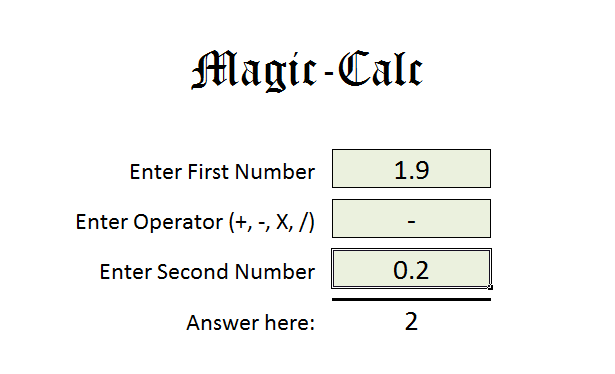 Magic-Calc
Enter First Number 1.9
Enter Operator (+, -, X, /) -
Enter Second Number 0.2
Answer here: 2